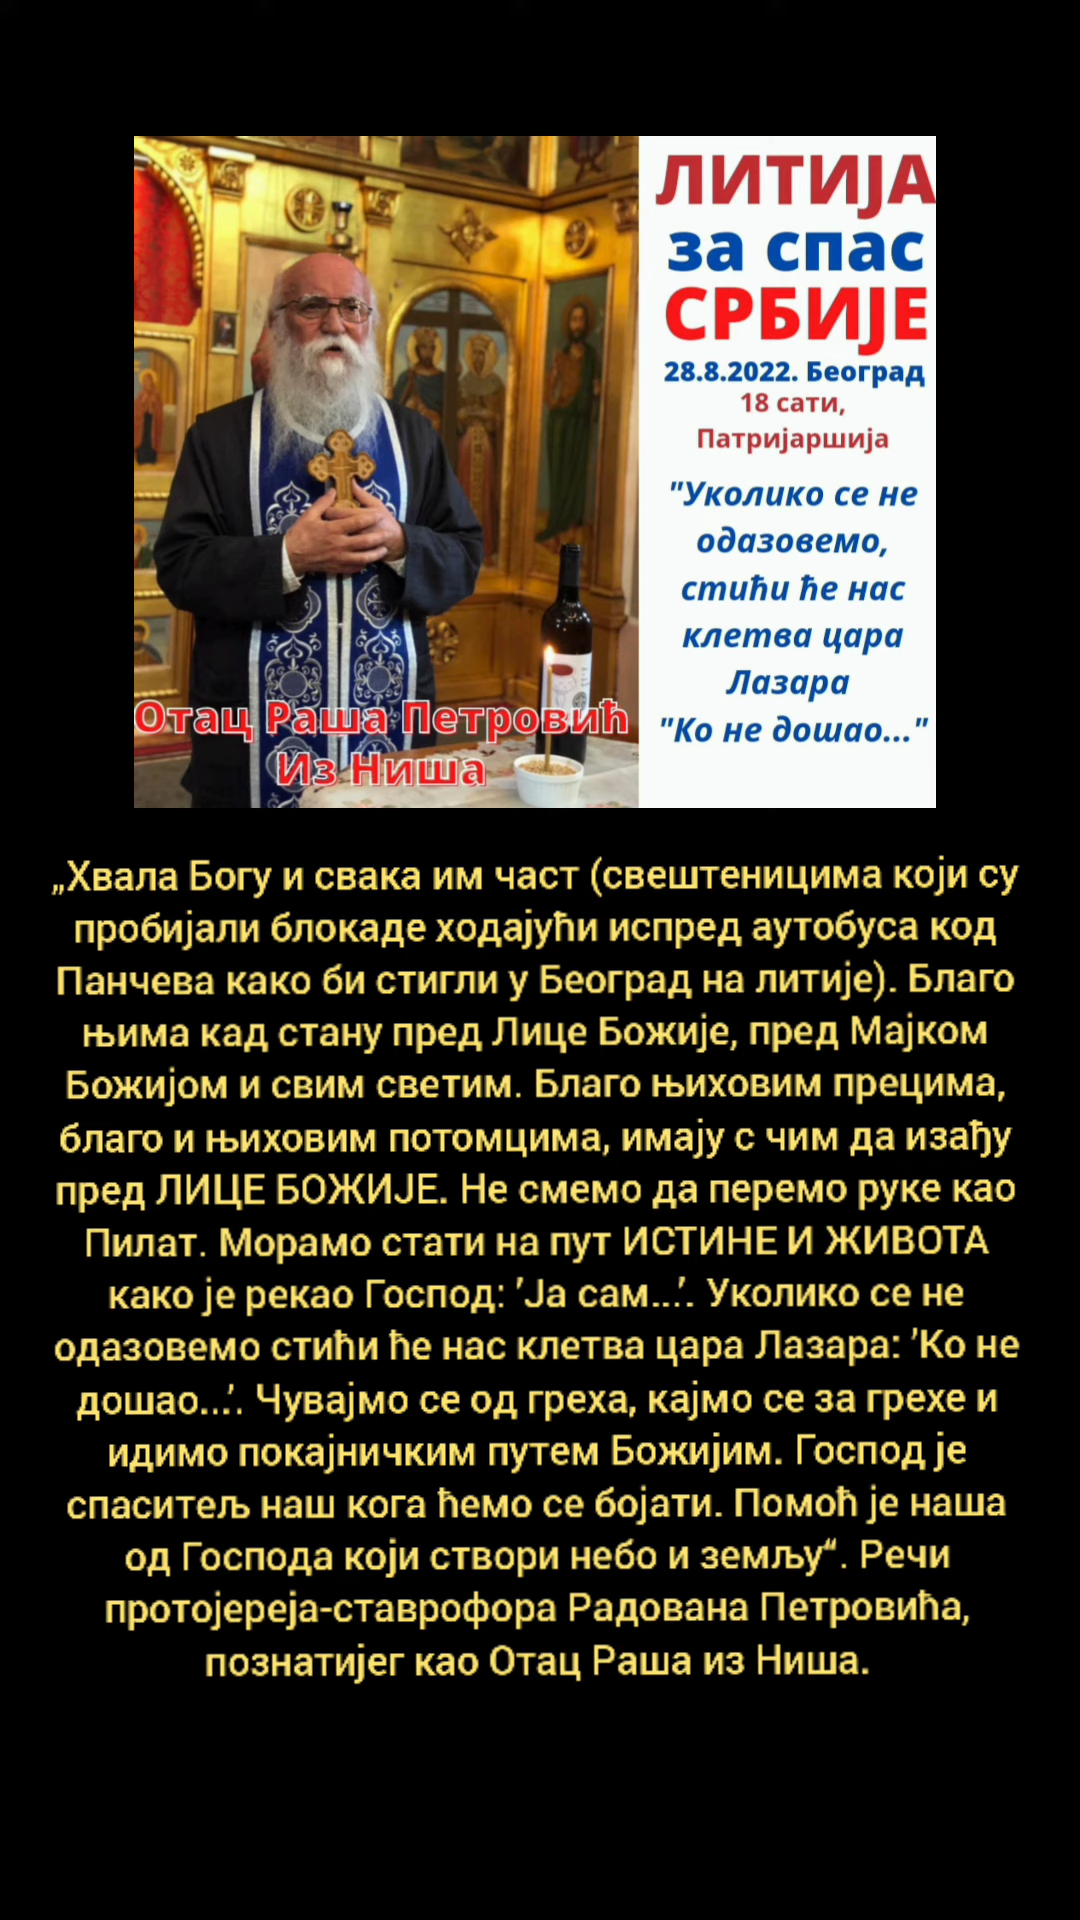 ЛИТИЈА
за спас
СРБИЈЕ
28.8.2022. Београд
18 сати,
Патријаршија
"Уколико се не
одазовемо,
стићи ће нас
клетва цара
Лазара
"Ко не дошао..."
Отац Раша Петровић
Из Ниша
„Хвала Богу и свака им част (свештеницима који су
пробијали блокаде ходајући испред аутобуса код
Панчева како би стигли у Београд на литије). Благо
њима кад стану пред Лице Божије, пред Мајком
Божијом и свим светим. Благо њиховим прецима,
благо и њиховим потомцима, имају с чим да изађу
пред ЛИЦЕ БОЖИЈЕ. Не смемо да перемо руке као
Пилат. Морамо стати на пут ИСТИНЕ И ЖИВОТА
како је рекао Господ: ’Ја сам...’. Уколико се не
одазовемо стићи ће нас клетва цара Лазара: ’Ко не
дошао...’. Чувајмо се од греха, кајмо се за грехе и
идимо покајничким путем Божијим. Господ је
спаситељ наш кога ћемо се бојати. Помоћ је наша
од Господа који створи небо и земљу“. Речи
протојереја-ставрофора Радована Петровића,
познатијег као Отац Раша из Ниша.